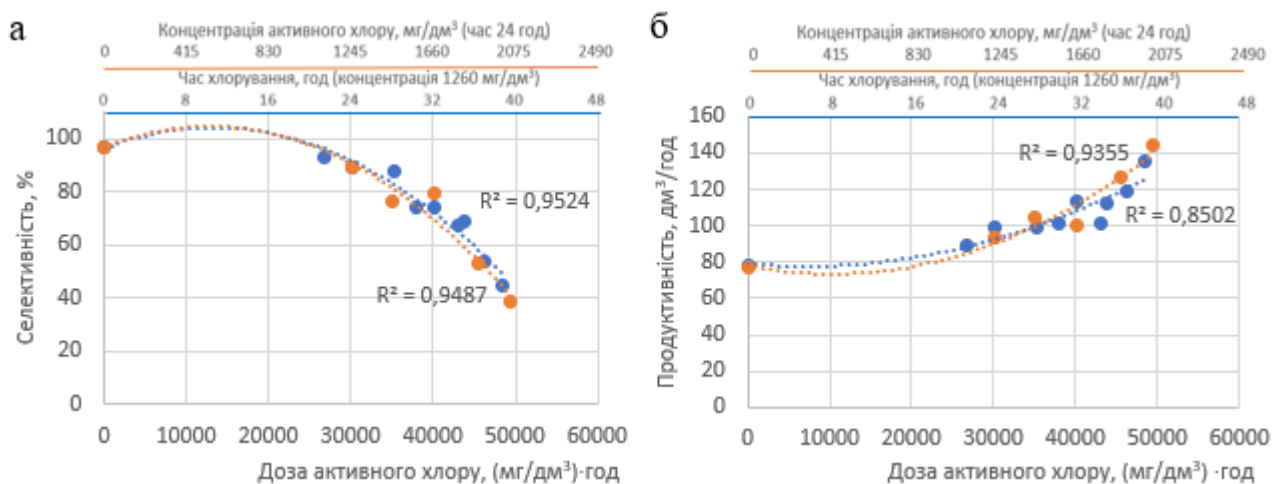 а
Концентрація активного хлору, мг/дм³ (час 24 год)
0 415 830 1245 1660 2075 2490
Час хлорування, год (концентрація 1260 мг/дм³)
0 8 16 24 32 40 48
Селективність, %
100
80
60
40
20
0
R² = 0,9524
R² = 0,9487
0 10000 20000 30000 40000 50000 60000
Доза активного хлору, (мг/дм³)·год
б
Концентрація активного хлору, мг/дм³ (час 24 год)
0 415 830 1245 1660 2075 2490
Час хлорування, год (концентрація 1260 мг/дм³)
0 8 16 24 32 40 48
Продуктивність, дм³/год
160
140
120
100
80
60
40
20
0
R² = 0,9355
R² = 0,8502
0 10000 20000 30000 40000 50000 60000
Доза активного хлору, (мг/дм³) ·год